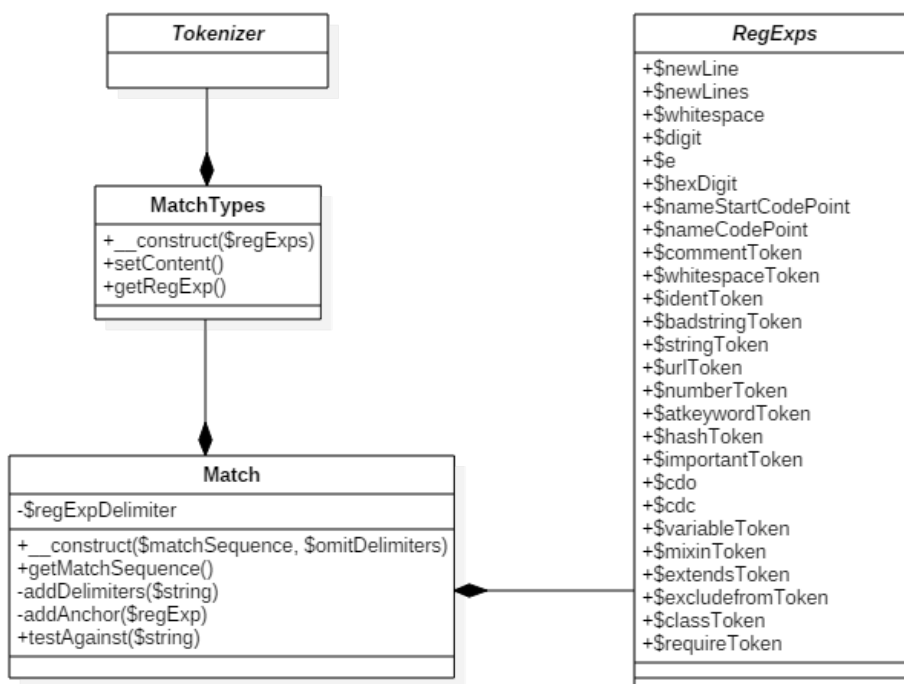 Tokenizer
MatchTypes
+__construct($regExps)
+setContent()
+getRegExp()
Match
-$regExpDelimiter
+__construct($matchSequence, $omitDelimiters)
+getMatchSequence()
-addDelimiters($string)
-addAnchor($regExp)
+testAgainst($string)
RegExps
+$newLine
+$newLines
+$whitespace
+$digit
+$e
+$hexDigit
+$nameStartCodePoint
+$nameCodePoint
+$commentToken
+$whitespaceToken
+$identToken
+$badstringToken
+$stringToken
+$urlToken
+$numberToken
+$atkeywordToken
+$hashToken
+$importantToken
+$cdo
+$cdc
+$variableToken
+$mixinToken
+$extendsToken
+$excludefromToken
+$classToken
+$requireToken